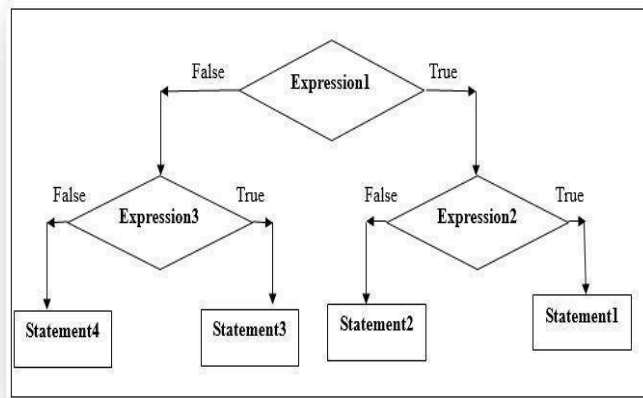 Expression1
False
True
Expression3
False
True
Expression2
False
True
Statement4
Statement3
Statement2
Statement1